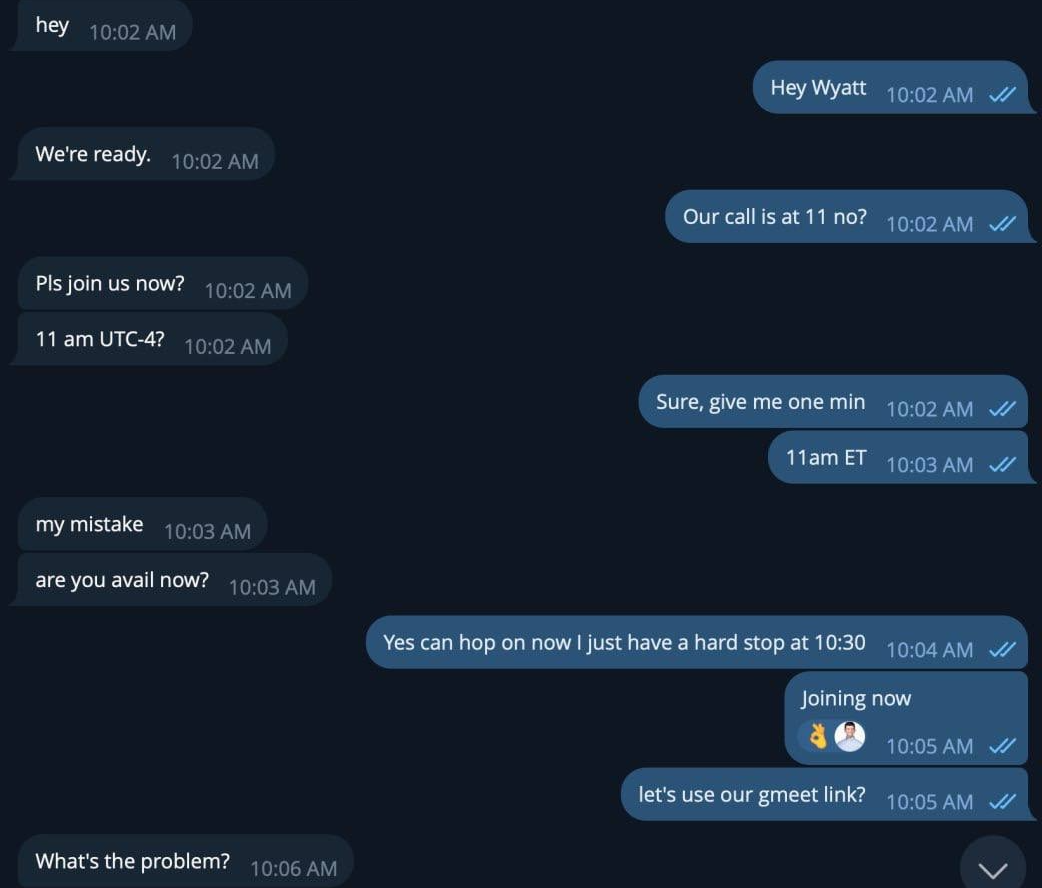 hey 10:02 AM
Hey Wyatt 10:02 AM
We're ready. 10:02 AM
Our call is at 11 no? 10:02 AM
Pls join us now? 10:02 AM
11 am UTC-4? 10:02 AM
Sure, give me one min 10:02 AM
11am ET 10:03 AM
my mistake 10:03 AM
are you avail now? 10:03 AM
Yes can hop on now I just have a hard stop at 10:30 10:04 AM
Joining now
10:05 AM
let's use our gmeet link? 10:05 AM
What's the problem? 10:06 AM